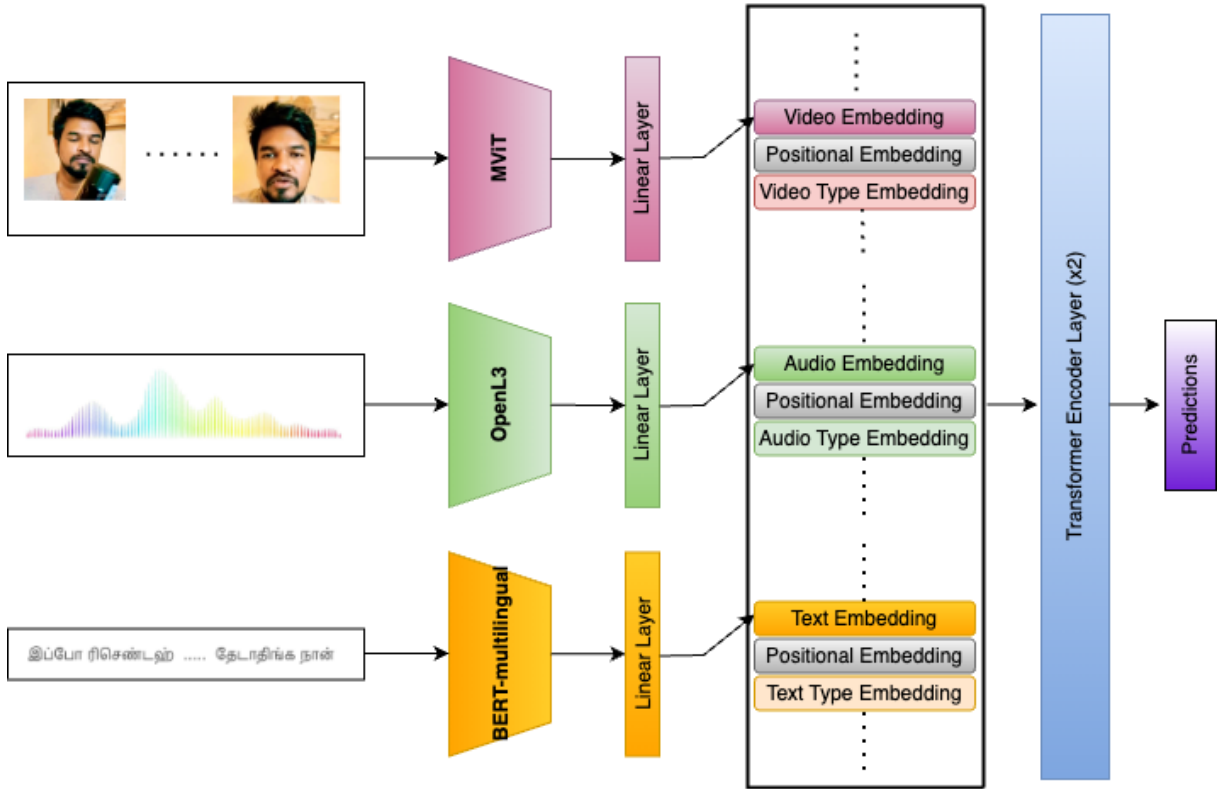 MViT
Linear Layer
Video Embedding
Positional Embedding
Video Type Embedding
OpenL3
Linear Layer
Audio Embedding
Positional Embedding
Audio Type Embedding
இப்போ ரிசெண்டஹ் ..... தேடாதிங்க நான்
BERT-multilingual
Linear Layer
Text Embedding
Positional Embedding
Text Type Embedding
Transformer Encoder Layer (x2)
Predictions